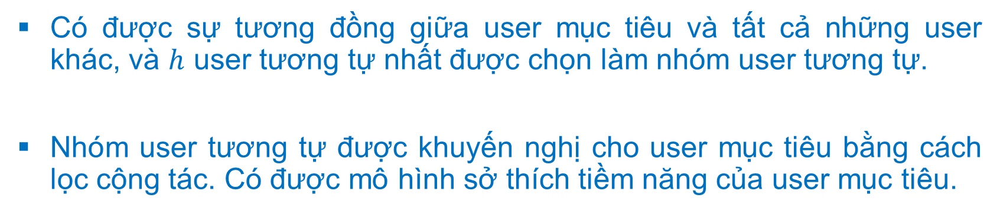 ▪ Có được sự tương đồng giữa user mục tiêu và tất cả những user
khác, và ℎ user tương tự nhất được chọn làm nhóm user tương tự.
▪ Nhóm user tương tự được khuyến nghị cho user mục tiêu bằng cách
lọc cộng tác. Có được mô hình sở thích tiềm năng của user mục tiêu.